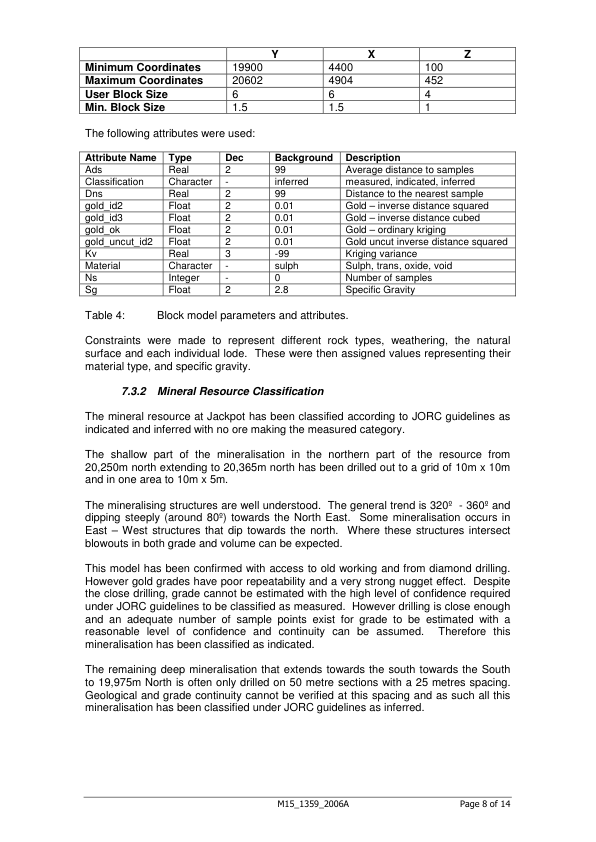 Y X Z
Minimum Coordinates 19900 4400 100
Maximum Coordinates 20602 4904 452
User Block Size 6 6 4
Min. Block Size 1.5 1.5 1
The following attributes were used:
Attribute Name Type Dec Background Description
Ads Real 2 99 Average distance to samples
Classification Character - inferred measured, indicated, inferred
Dns Real 2 99 Distance to the nearest sample
gold_id2 Float 2 0.01 Gold – inverse distance squared
gold_id3 Float 2 0.01 Gold – inverse distance cubed
gold_ok Float 2 0.01 Gold – ordinary kriging
gold_uncut_id2 Float 2 0.01 Gold uncut inverse distance squared
Kv Real 3 -99 Kriging variance
Material Character - sulph Sulph, trans, oxide, void
Ns Integer - 0 Number of samples
Sg Float 2 2.8 Specific Gravity
Table 4: Block model parameters and attributes.
Constraints were made to represent different rock types, weathering, the natural
surface and each individual lode. These were then assigned values representing their
material type, and specific gravity.
7.3.2 Mineral Resource Classification
The mineral resource at Jackpot has been classified according to JORC guidelines as
indicated and inferred with no ore making the measured category.
The shallow part of the mineralisation in the northern part of the resource from
20,250m north extending to 20,365m north has been drilled out to a grid of 10m x 10m
and in one area to 10m x 5m.
The mineralising structures are well understood. The general trend is 320º - 360º and
dipping steeply (around 80º) towards the North East. Some mineralisation occurs in
East – West structures that dip towards the north. Where these structures intersect
blowouts in both grade and volume can be expected.
This model has been confirmed with access to old working and from diamond drilling.
However gold grades have poor repeatability and a very strong nugget effect. Despite
the close drilling, grade cannot be estimated with the high level of confidence required
under JORC guidelines to be classified as measured. However drilling is close enough
and an adequate number of sample points exist for grade to be estimated with a
reasonable level of confidence and continuity can be assumed. Therefore this
mineralisation has been classified as indicated.
The remaining deep mineralisation that extends towards the south towards the South
to 19,975m North is often only drilled on 50 metre sections with a 25 metres spacing.
Geological and grade continuity cannot be verified at this spacing and as such all this
mineralisation has been classified under JORC guidelines as inferred.
M15_1359_2006A Page 8 of 14